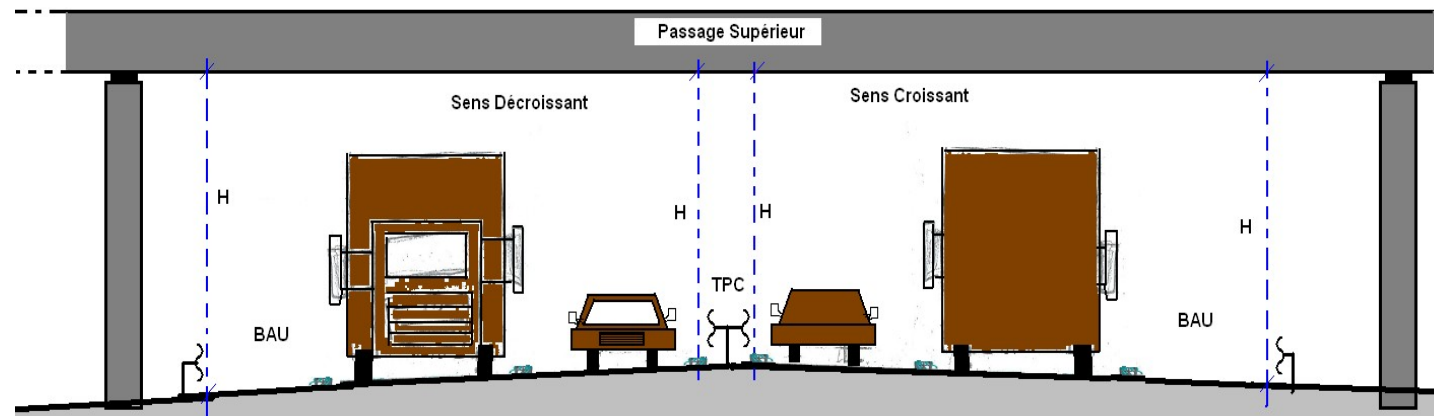 Passage Supérieur
Sens Décroissant
Sens Croissant
H
H
H
H
TPC
BAU
BAU